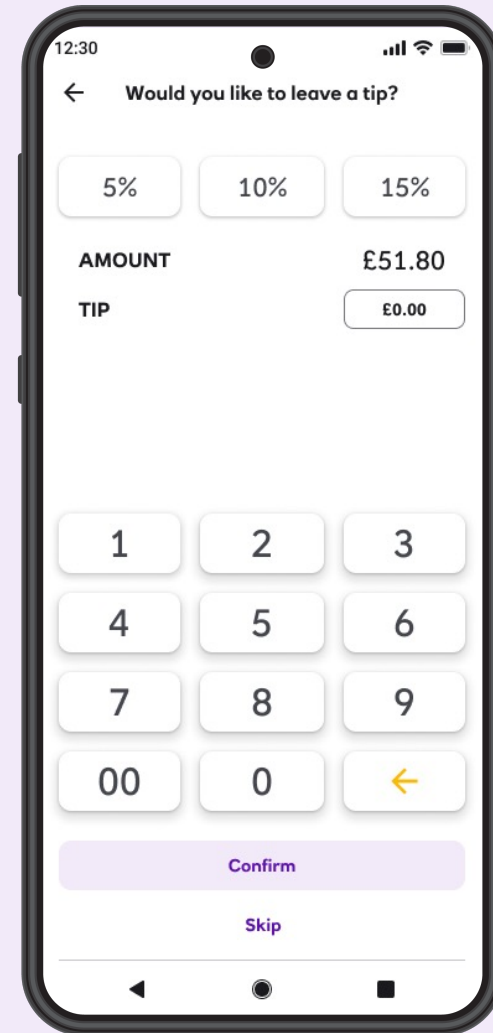 12:30
Would you like to leave a tip?
5% 10% 15%
AMOUNT £51.80
TIP £0.00
1 2 3
4 5 6
7 8 9
00 0
Confirm
Skip